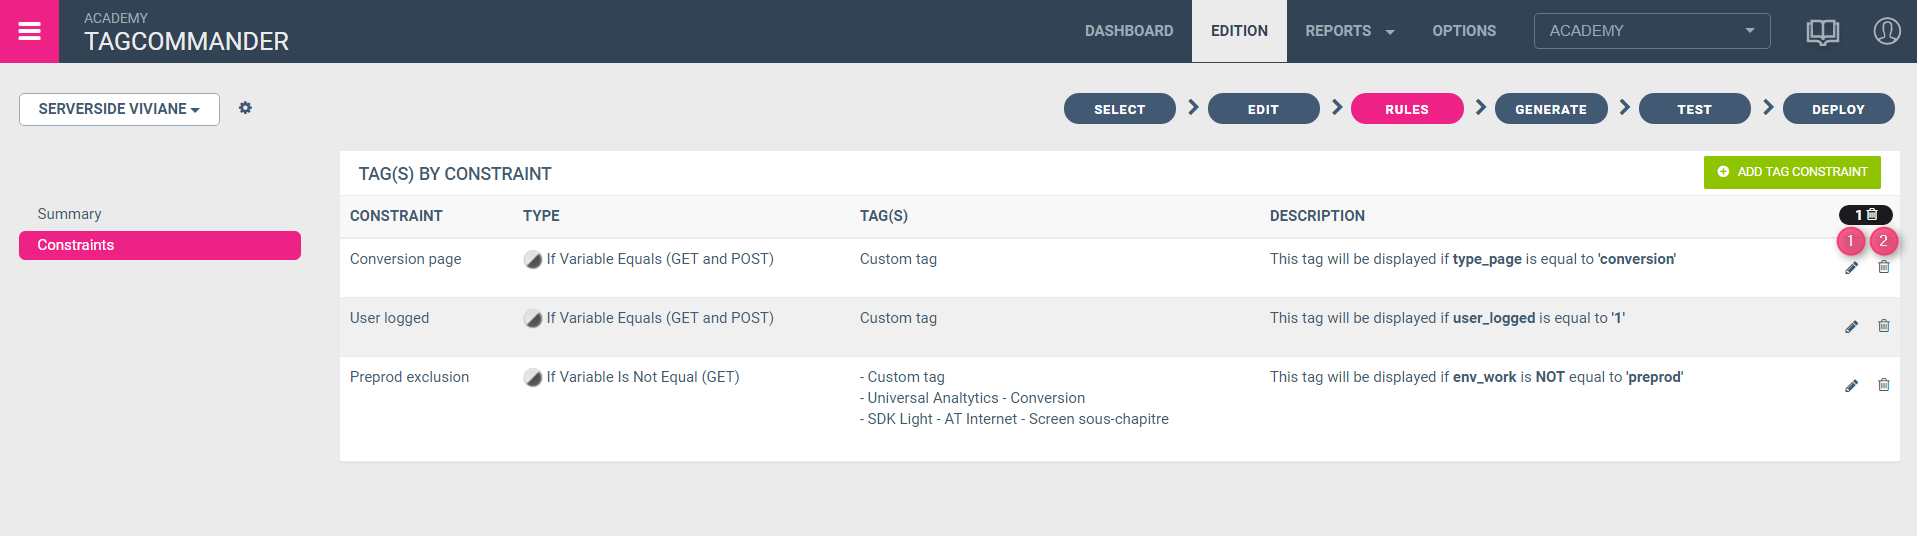 ACADEMY
TAGCOMMANDER
DASHBOARD EDITION REPORTS OPTIONS ACADEMY
SERVERSIDE VIVIANE
SELECT EDIT RULES GENERATE TEST DEPLOY
Summary
Constraints
TAG(S) BY CONSTRAINT
ADD TAG CONSTRAINT
CONSTRAINT TYPE TAG(S) DESCRIPTION 1
1 2
Conversion page If Variable Equals (GET and POST) Custom tag This tag will be displayed if type_page is equal to 'conversion'
User logged If Variable Equals (GET and POST) Custom tag This tag will be displayed if user_logged is equal to '1'
Preprod exclusion If Variable Is Not Equal (GET) - Custom tag This tag will be displayed if env_work is NOT equal to 'preprod'
- Universal Analtytics - Conversion
- SDK Light - AT Internet - Screen sous-chapitre